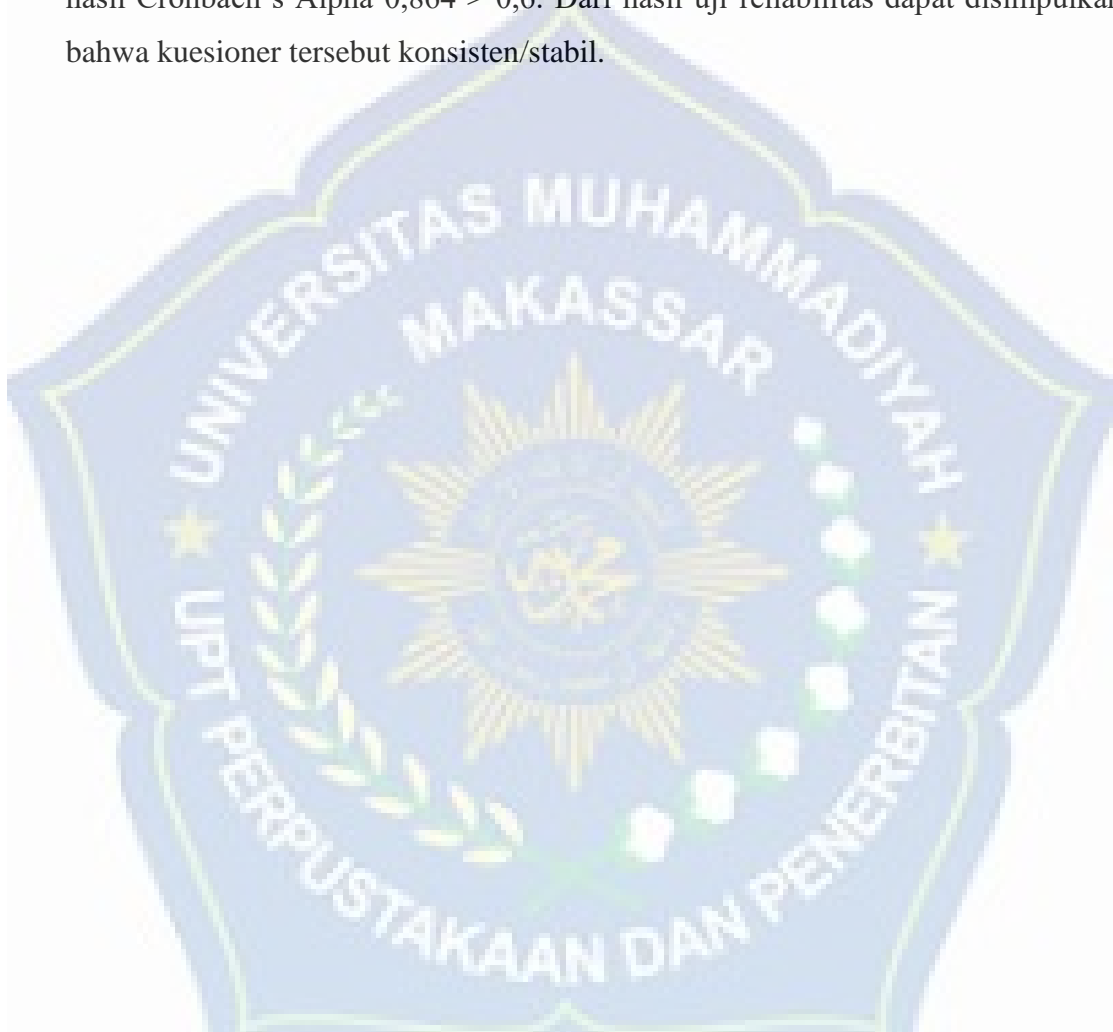 hasil Cronbach's Alpha 0,864 > 0,6. Dari hasil uji reliabilitas dapat disimpulkan
bahwa kuesioner tersebut konsisten/stabil.
UNIVERSITAS MUHAMMADIYAH
MAKASSAR
UPT PERPUSTAKAAN DAN PENERBITAN